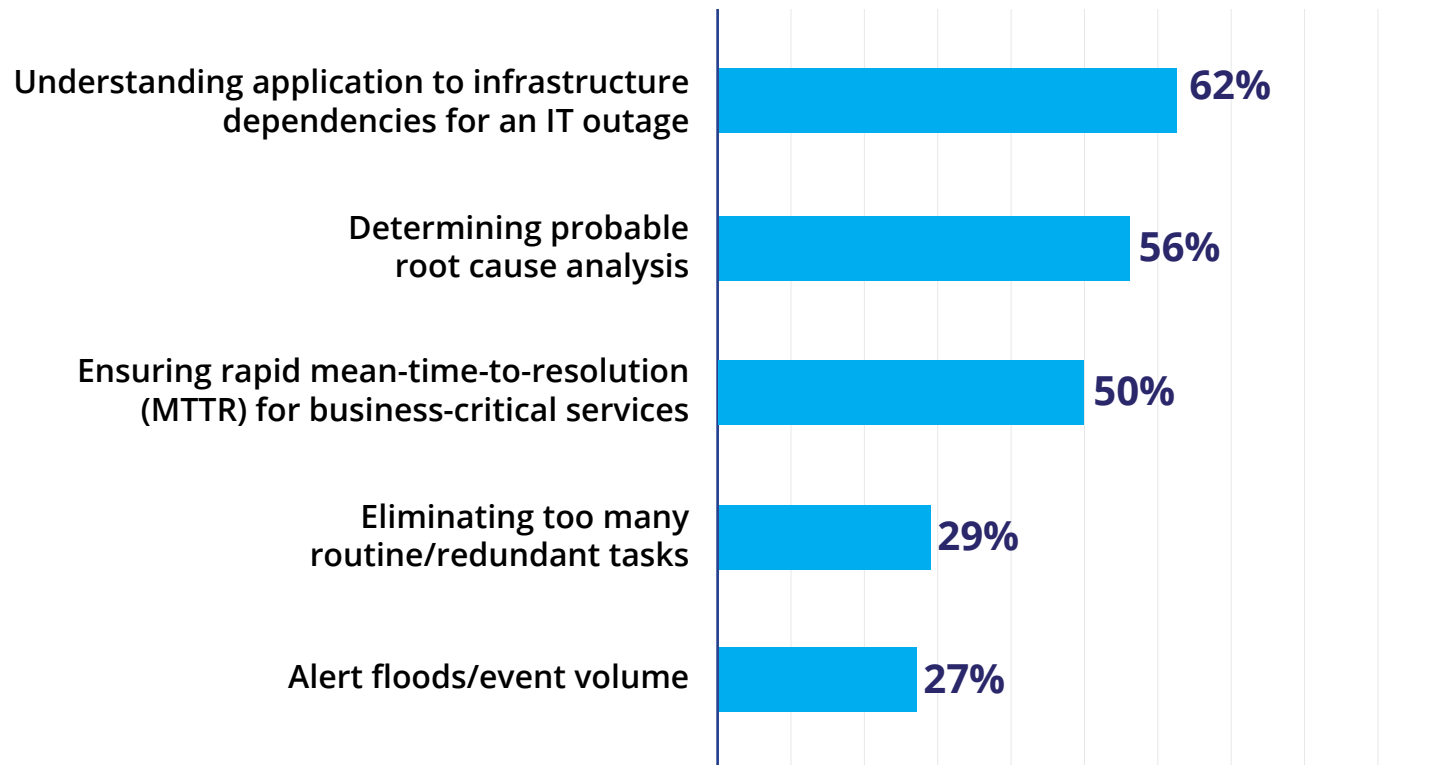 Understanding application to infrastructure
dependencies for an IT outage
62%
Determining probable
root cause analysis
56%
Ensuring rapid mean-time-to-resolution
(MTTR) for business-critical services
50%
Eliminating too many
routine/redundant tasks
29%
Alert floods/event volume
27%